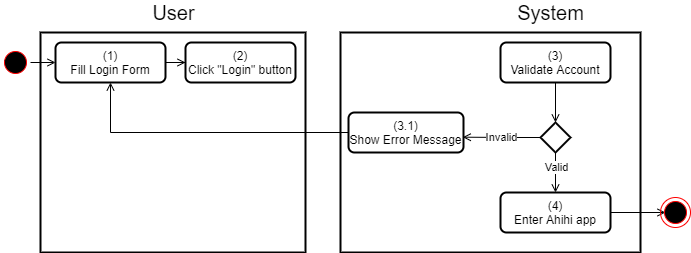 User
System
(1)
Fill Login Form
(2)
Click "Login" button
(3)
Validate Account
(3.1)
Show Error Message
Invalid
Valid
(4)
Enter Ahihi app